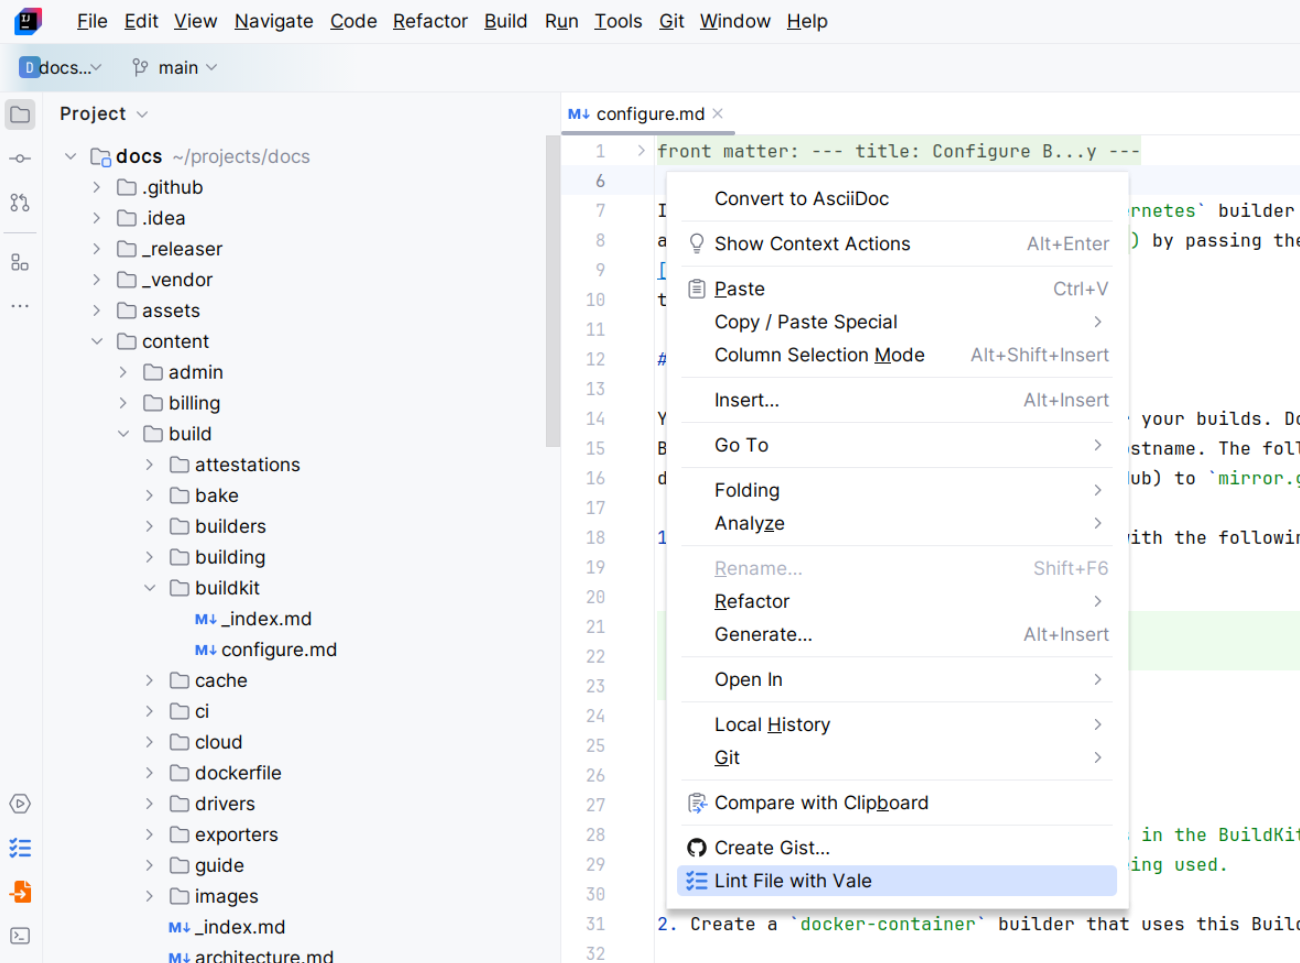 File Edit View Navigate Code Refactor Build Run Tools Git Window Help
D docs... main
Project
configure.md
docs ~/projects/docs
.github
.idea
_releaser
_vendor
assets
content
admin
billing
build
attestations
bake
builders
building
buildkit
M↓ _index.md
M↓ configure.md
cache
ci
cloud
dockerfile
drivers
exporters
guide
images
M↓ _index.md
M↓ architecture.md
1 front matter: --- title: Configure B...y ---
6
7 I ernetes` builder
8 a ) by passing the
9 [
10 t
11
12 #
13
14 Y your builds. Do
15 B ostname. The foll
16 d ub) to `mirror.g
17
18 1 with the followin
19
20
21
22
23
24
25
26
27
28 s in the BuildKit
29 ing used.
30
31 2. Create a `docker-container` builder that uses this Build
32
Convert to AsciiDoc
Show Context Actions Alt+Enter
Paste Ctrl+V
Copy / Paste Special
Column Selection Mode Alt+Shift+Insert
Insert... Alt+Insert
Go To
Folding
Analyze
Rename... Shift+F6
Refactor
Generate... Alt+Insert
Open In
Local History
Git
Compare with Clipboard
Create Gist...
Lint File with Vale